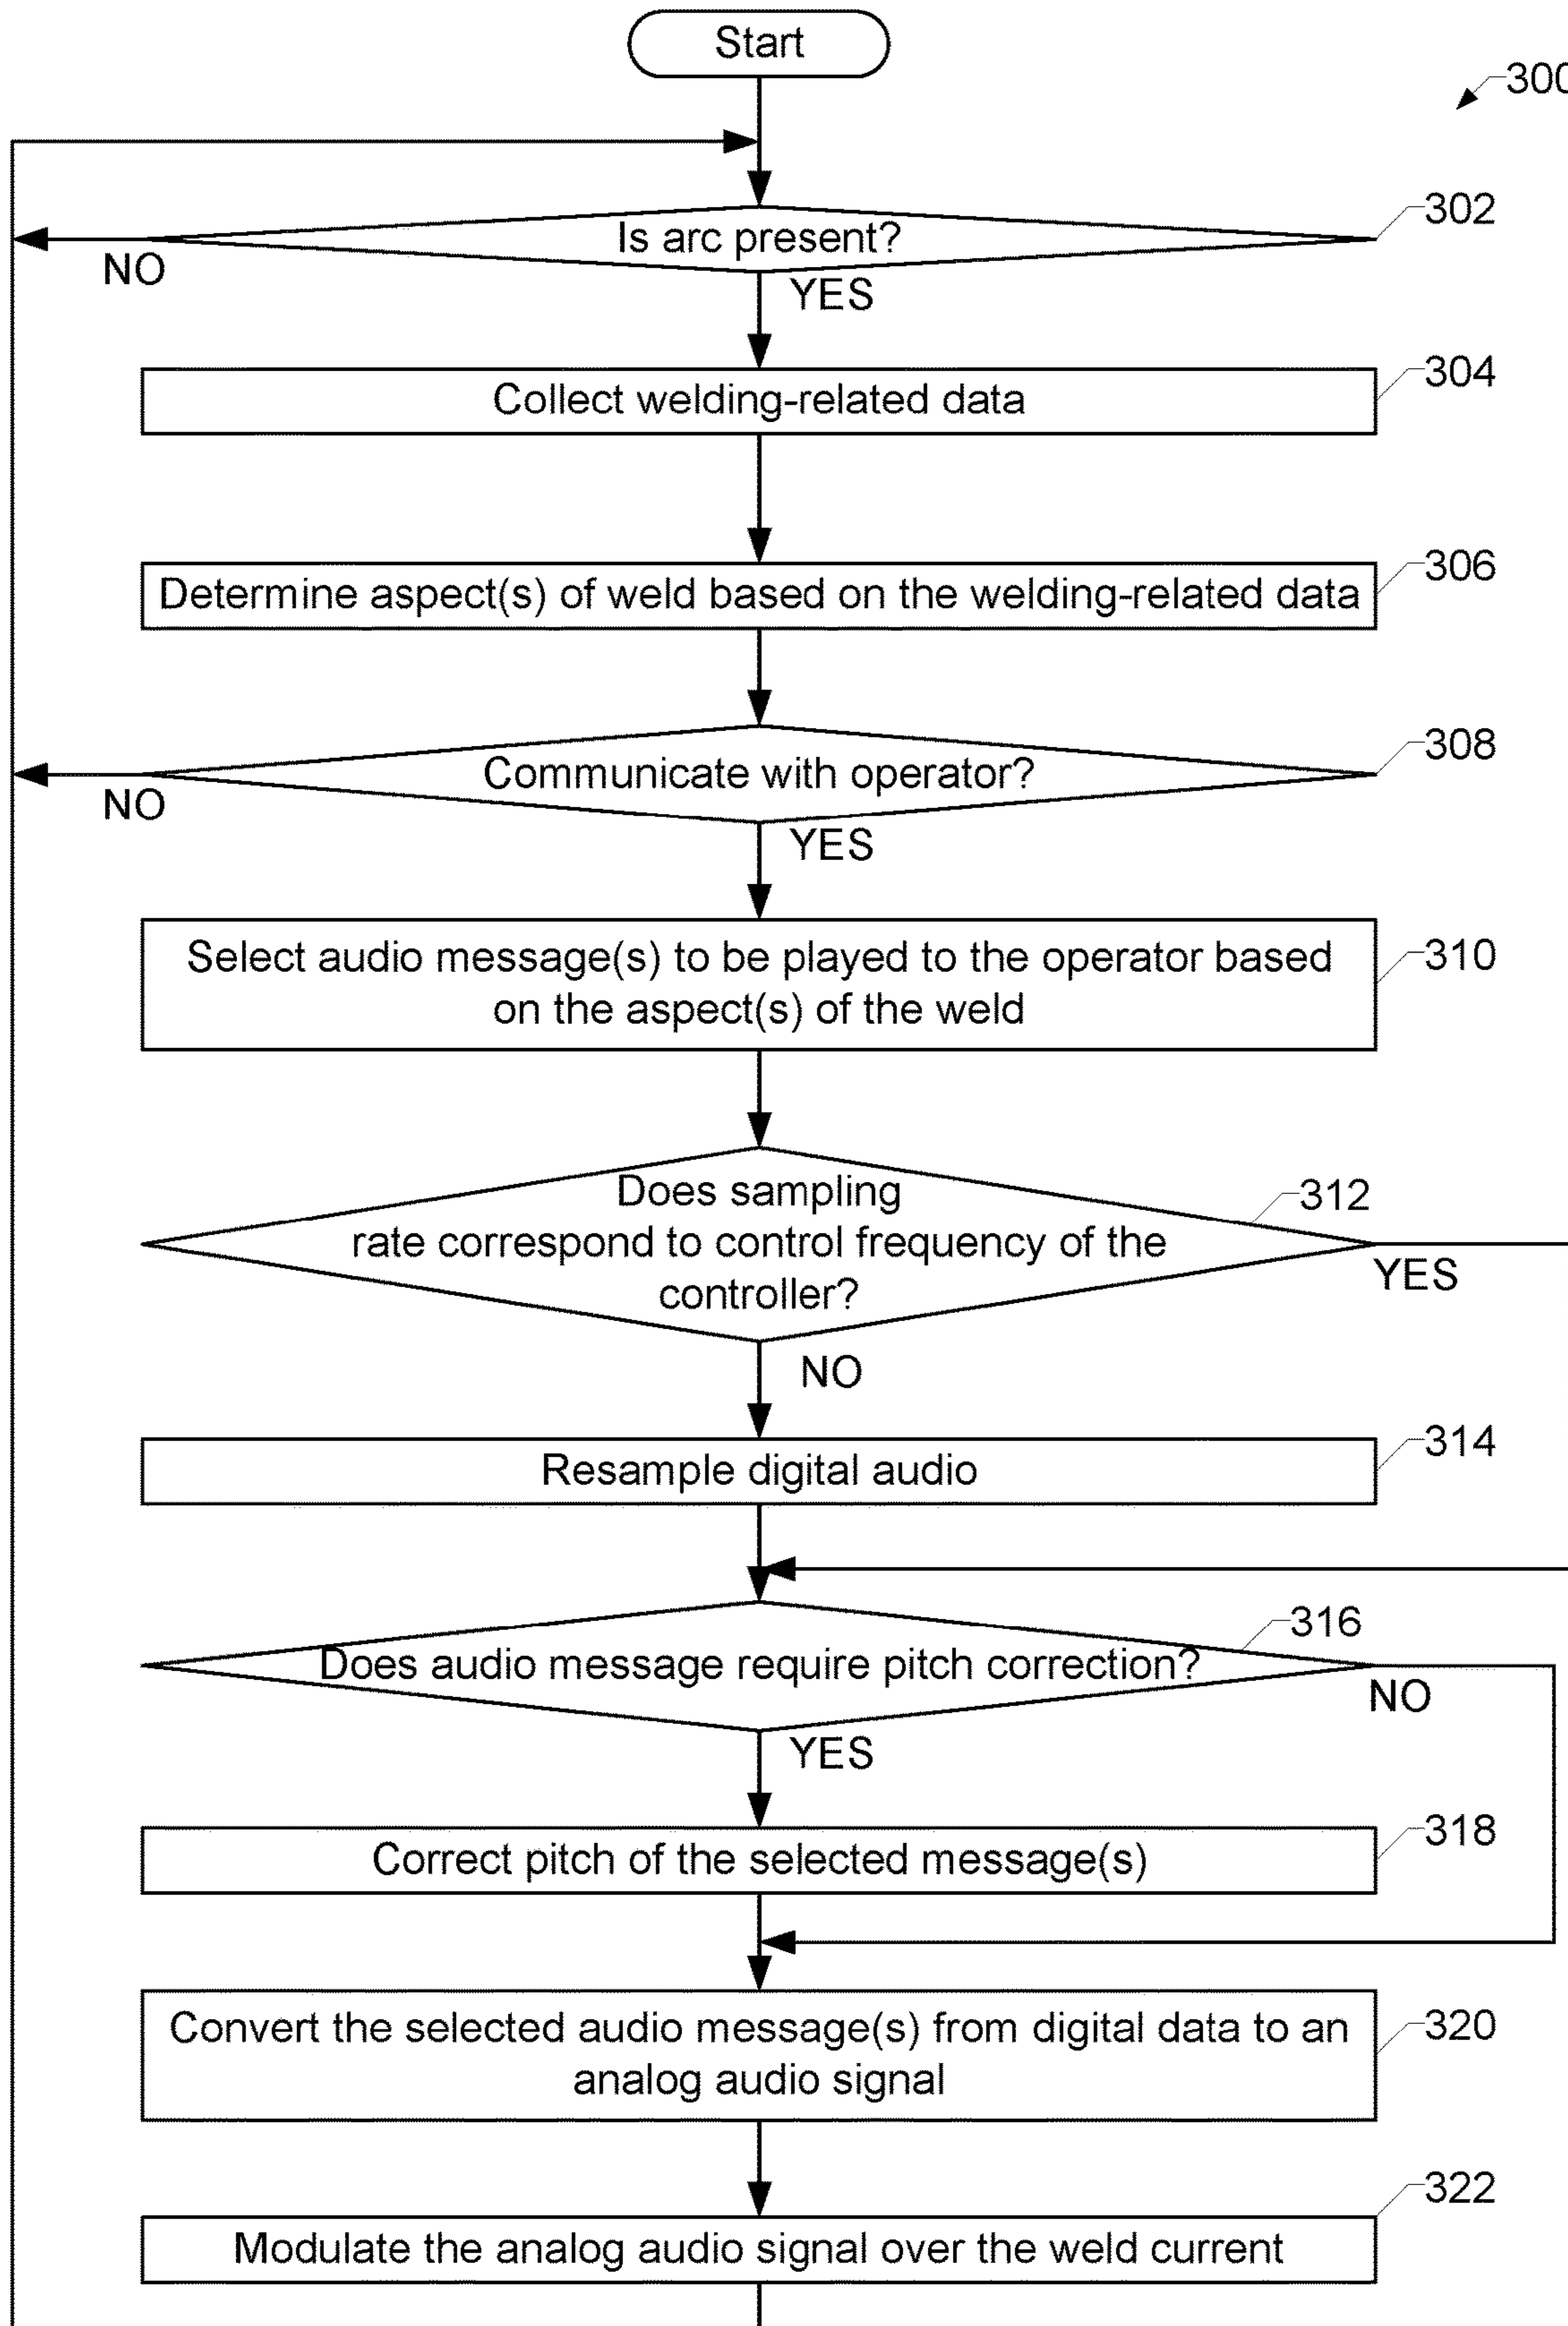 Start
300
Is arc present?
302
NO
YES
Collect welding-related data
304
Determine aspect(s) of weld based on the welding-related data
306
Communicate with operator?
308
NO
YES
Select audio message(s) to be played to the operator based
on the aspect(s) of the weld
310
Does sampling
rate correspond to control frequency of the
controller?
312
YES
NO
Resample digital audio
314
Does audio message require pitch correction?
316
NO
YES
Correct pitch of the selected message(s)
318
Convert the selected audio message(s) from digital data to an
analog audio signal
320
Modulate the analog audio signal over the weld current
322